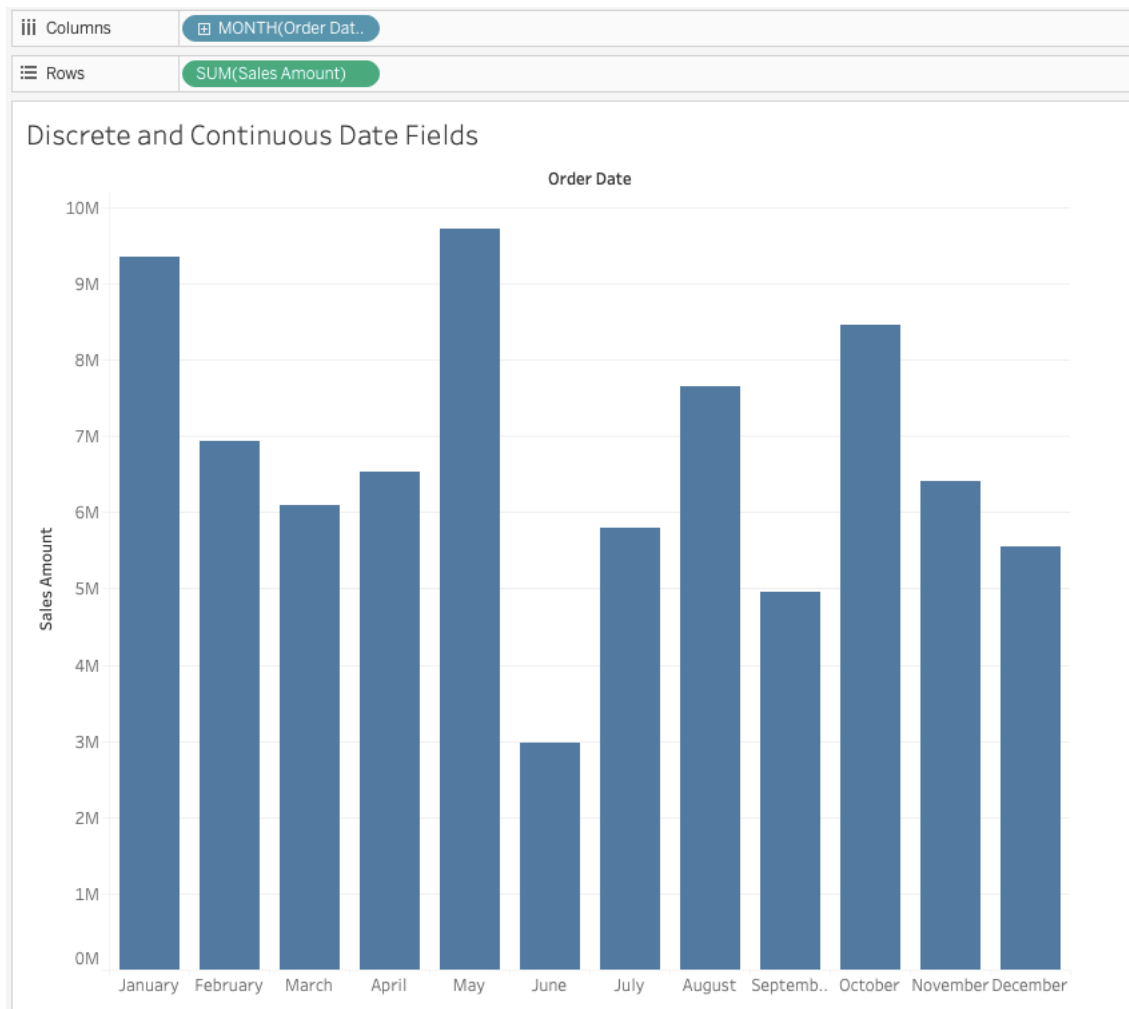 Columns
MONTH(Order Dat..
Rows
SUM(Sales Amount)
Discrete and Continuous Date Fields
Order Date
10M
9M
8M
7M
6M
5M
4M
3M
2M
1M
0M
Sales Amount
January February March April May June July August Septemb.. October November December